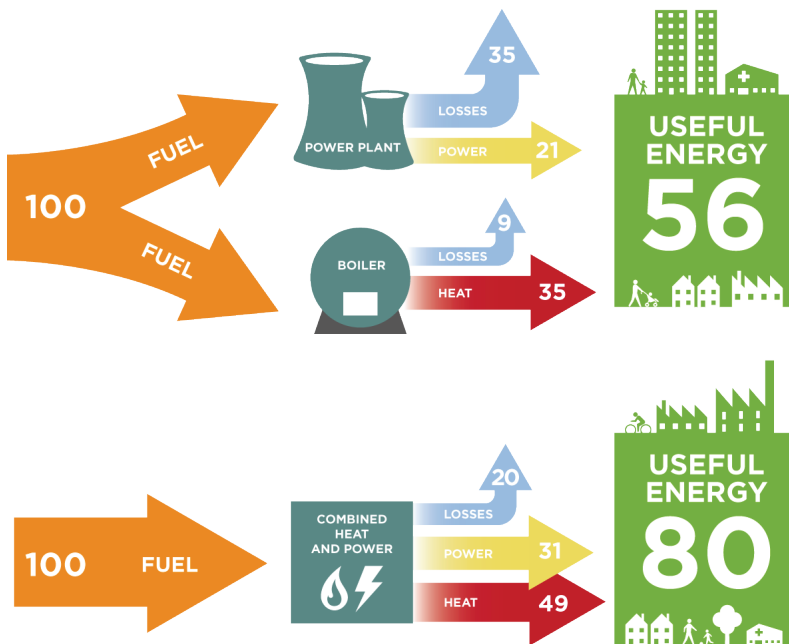 100
FUEL
FUEL
POWER PLANT
35
LOSSES
POWER 21
BOILER
9
LOSSES
HEAT 35
USEFUL
ENERGY
56
100 FUEL
COMBINED
HEAT
AND POWER
20
LOSSES
POWER 31
HEAT 49
USEFUL
ENERGY
80